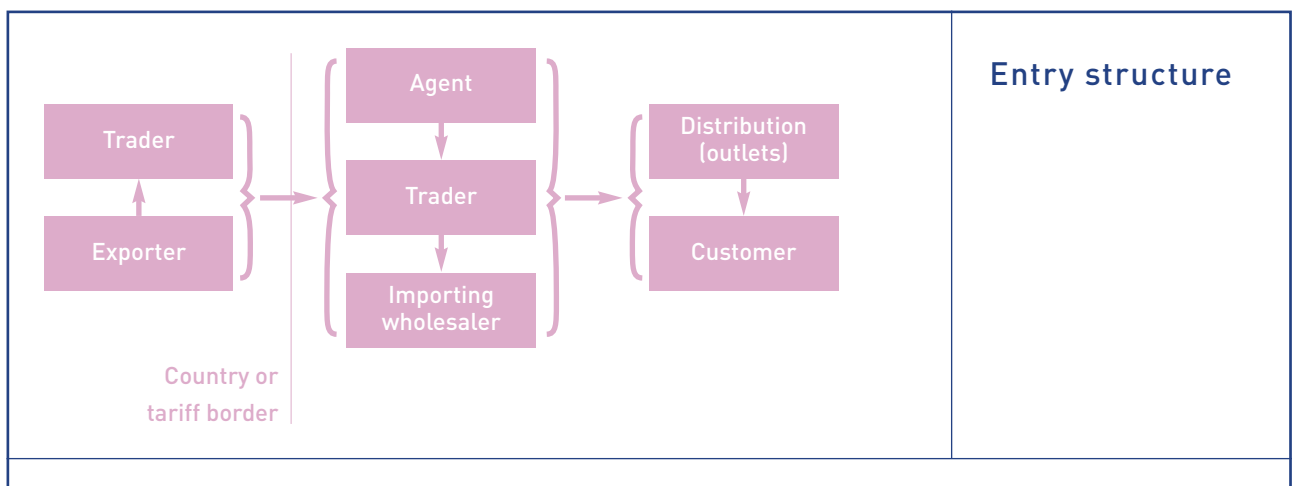 Entry structure
Trader
Exporter
Country or
tariff border
Agent
Trader
Importing
wholesaler
Distribution
(outlets)
Customer